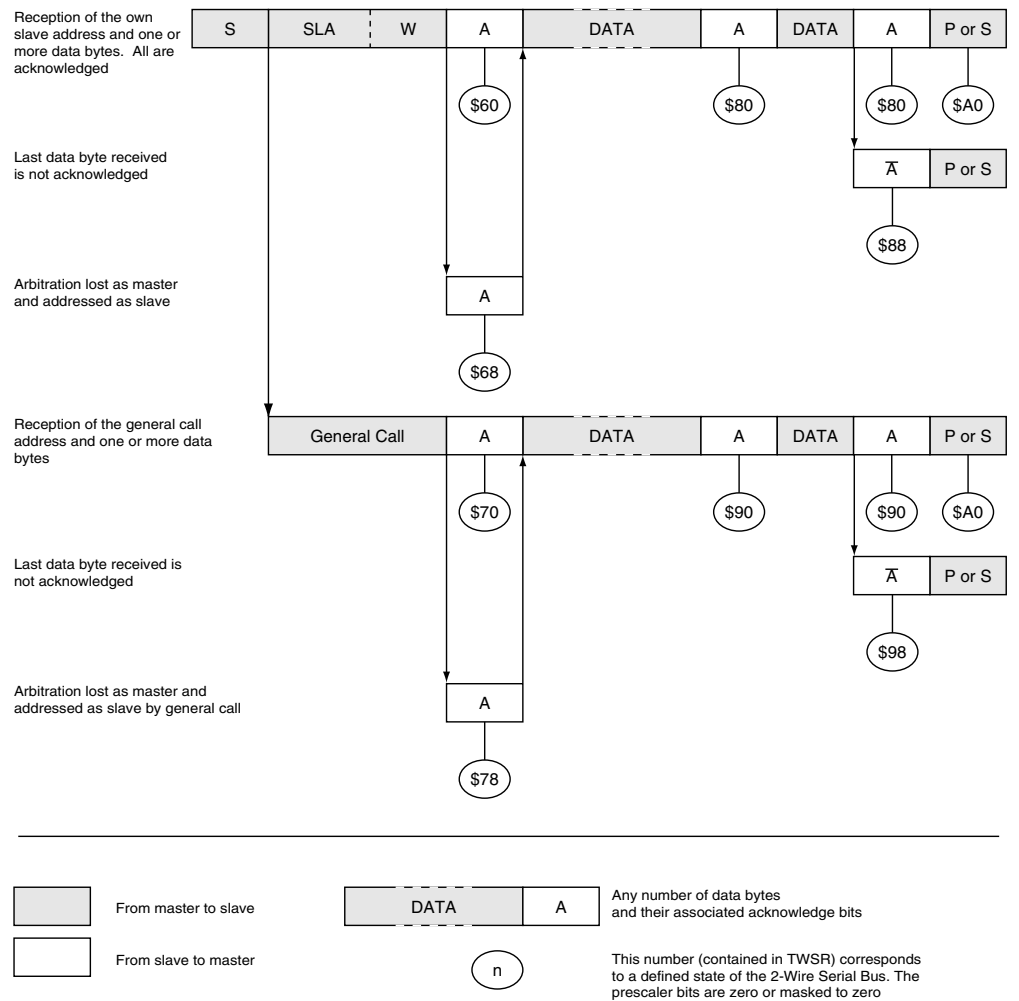 Reception of the own
slave address and one or
more data bytes. All are
acknowledged
S SLA W A DATA A DATA A P or S
$60 $80 $80 $A0
Last data byte received
is not acknowledged
A̅ P or S
$88
Arbitration lost as master
and addressed as slave
A
$68
Reception of the general call
address and one or more data
bytes
General Call A DATA A DATA A P or S
$70 $90 $90 $A0
Last data byte received is
not acknowledged
A̅ P or S
$98
Arbitration lost as master and
addressed as slave by general call
A
$78
From master to slave
DATA A
Any number of data bytes
and their associated acknowledge bits
From slave to master
n
This number (contained in TWSR) corresponds
to a defined state of the 2-Wire Serial Bus. The
prescaler bits are zero or masked to zero